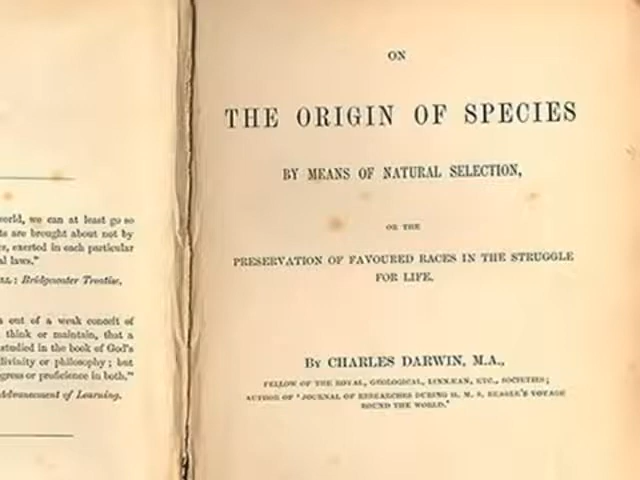 world, we can at least go so
ts are brought about not by
, exerted in each particular
al laws."
: Bridgewater Treatise.
out of a weak conceit of
think or maintain, that a
studied in the book of God's
divinity or philosophy; but
gress or proficience in both."
Advancement of Learning.
ON
THE ORIGIN OF SPECIES
BY MEANS OF NATURAL SELECTION,
OR THE
PRESERVATION OF FAVOURED RACES IN THE STRUGGLE
FOR LIFE.
BY CHARLES DARWIN, M.A.,
FELLOW OF THE ROYAL, GEOLOGICAL, LINNÆAN, ETC., SOCIETIES;
AUTHOR OF 'JOURNAL OF RESEARCHES DURING H. M. S. BEAGLE'S VOYAGE
ROUND THE WORLD.'